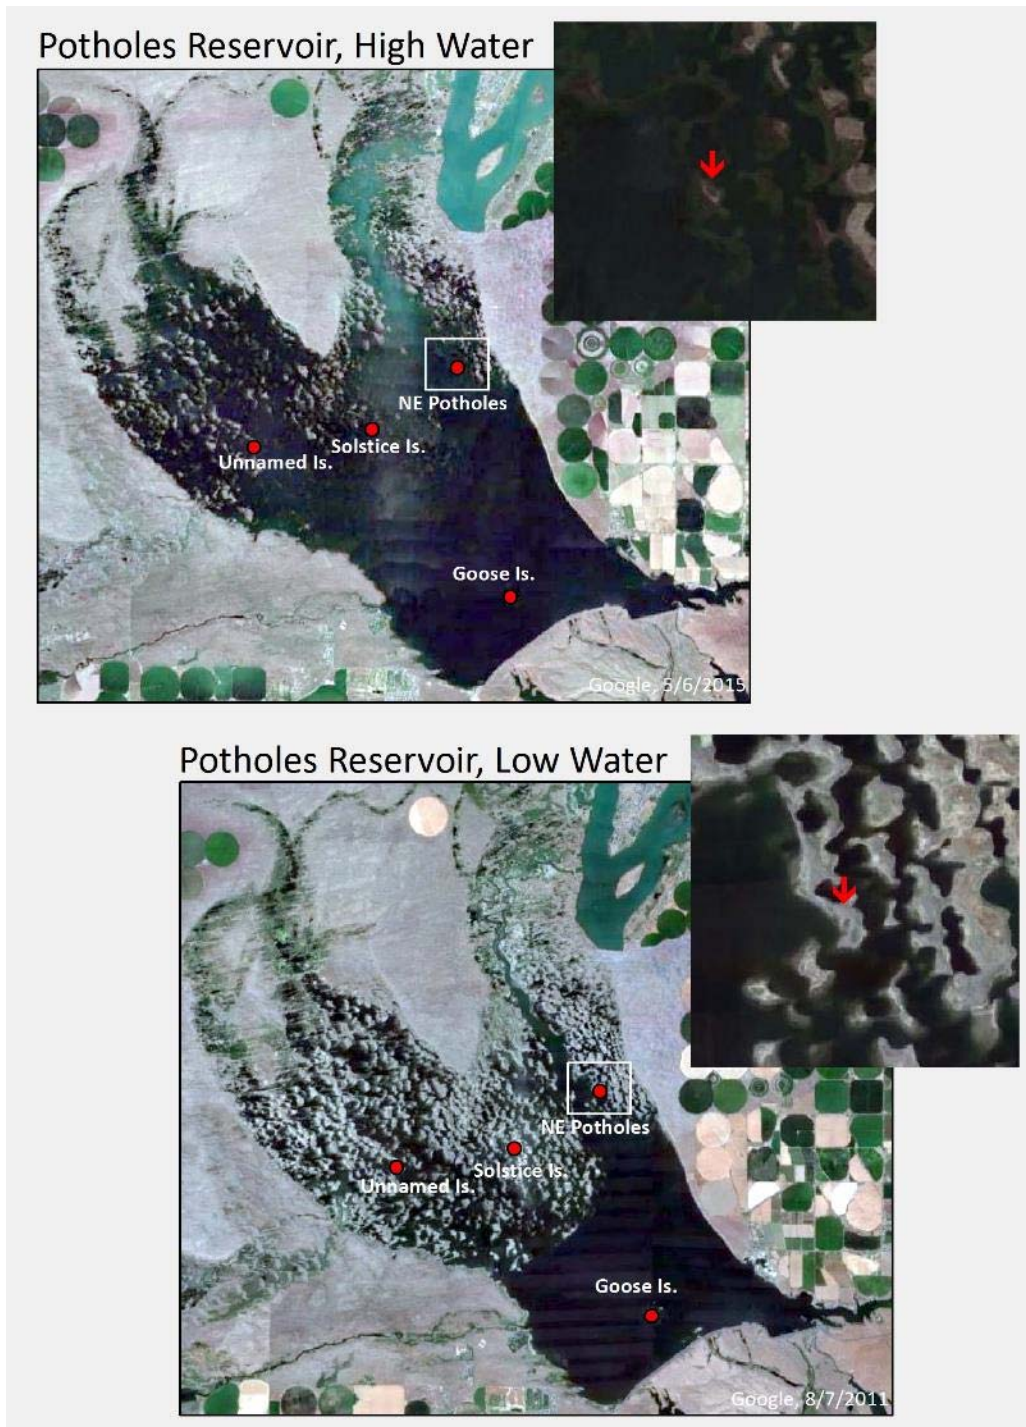 Potholes Reservoir, High Water
NE Potholes
Solstice Is.
Unnamed Is.
Goose Is.
Google, 5/6/2015
Potholes Reservoir, Low Water
NE Potholes
Solstice Is.
Unnamed Is.
Goose Is.
Google, 8/7/2011